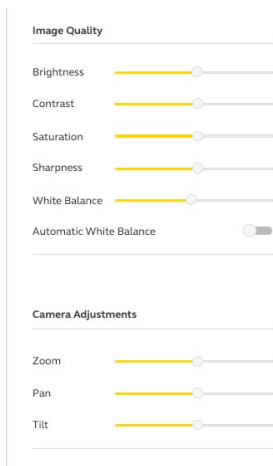 Image Quality
Brightness
Contrast
Saturation
Sharpness
White Balance
Automatic White Balance
Camera Adjustments
Zoom
Pan
Tilt